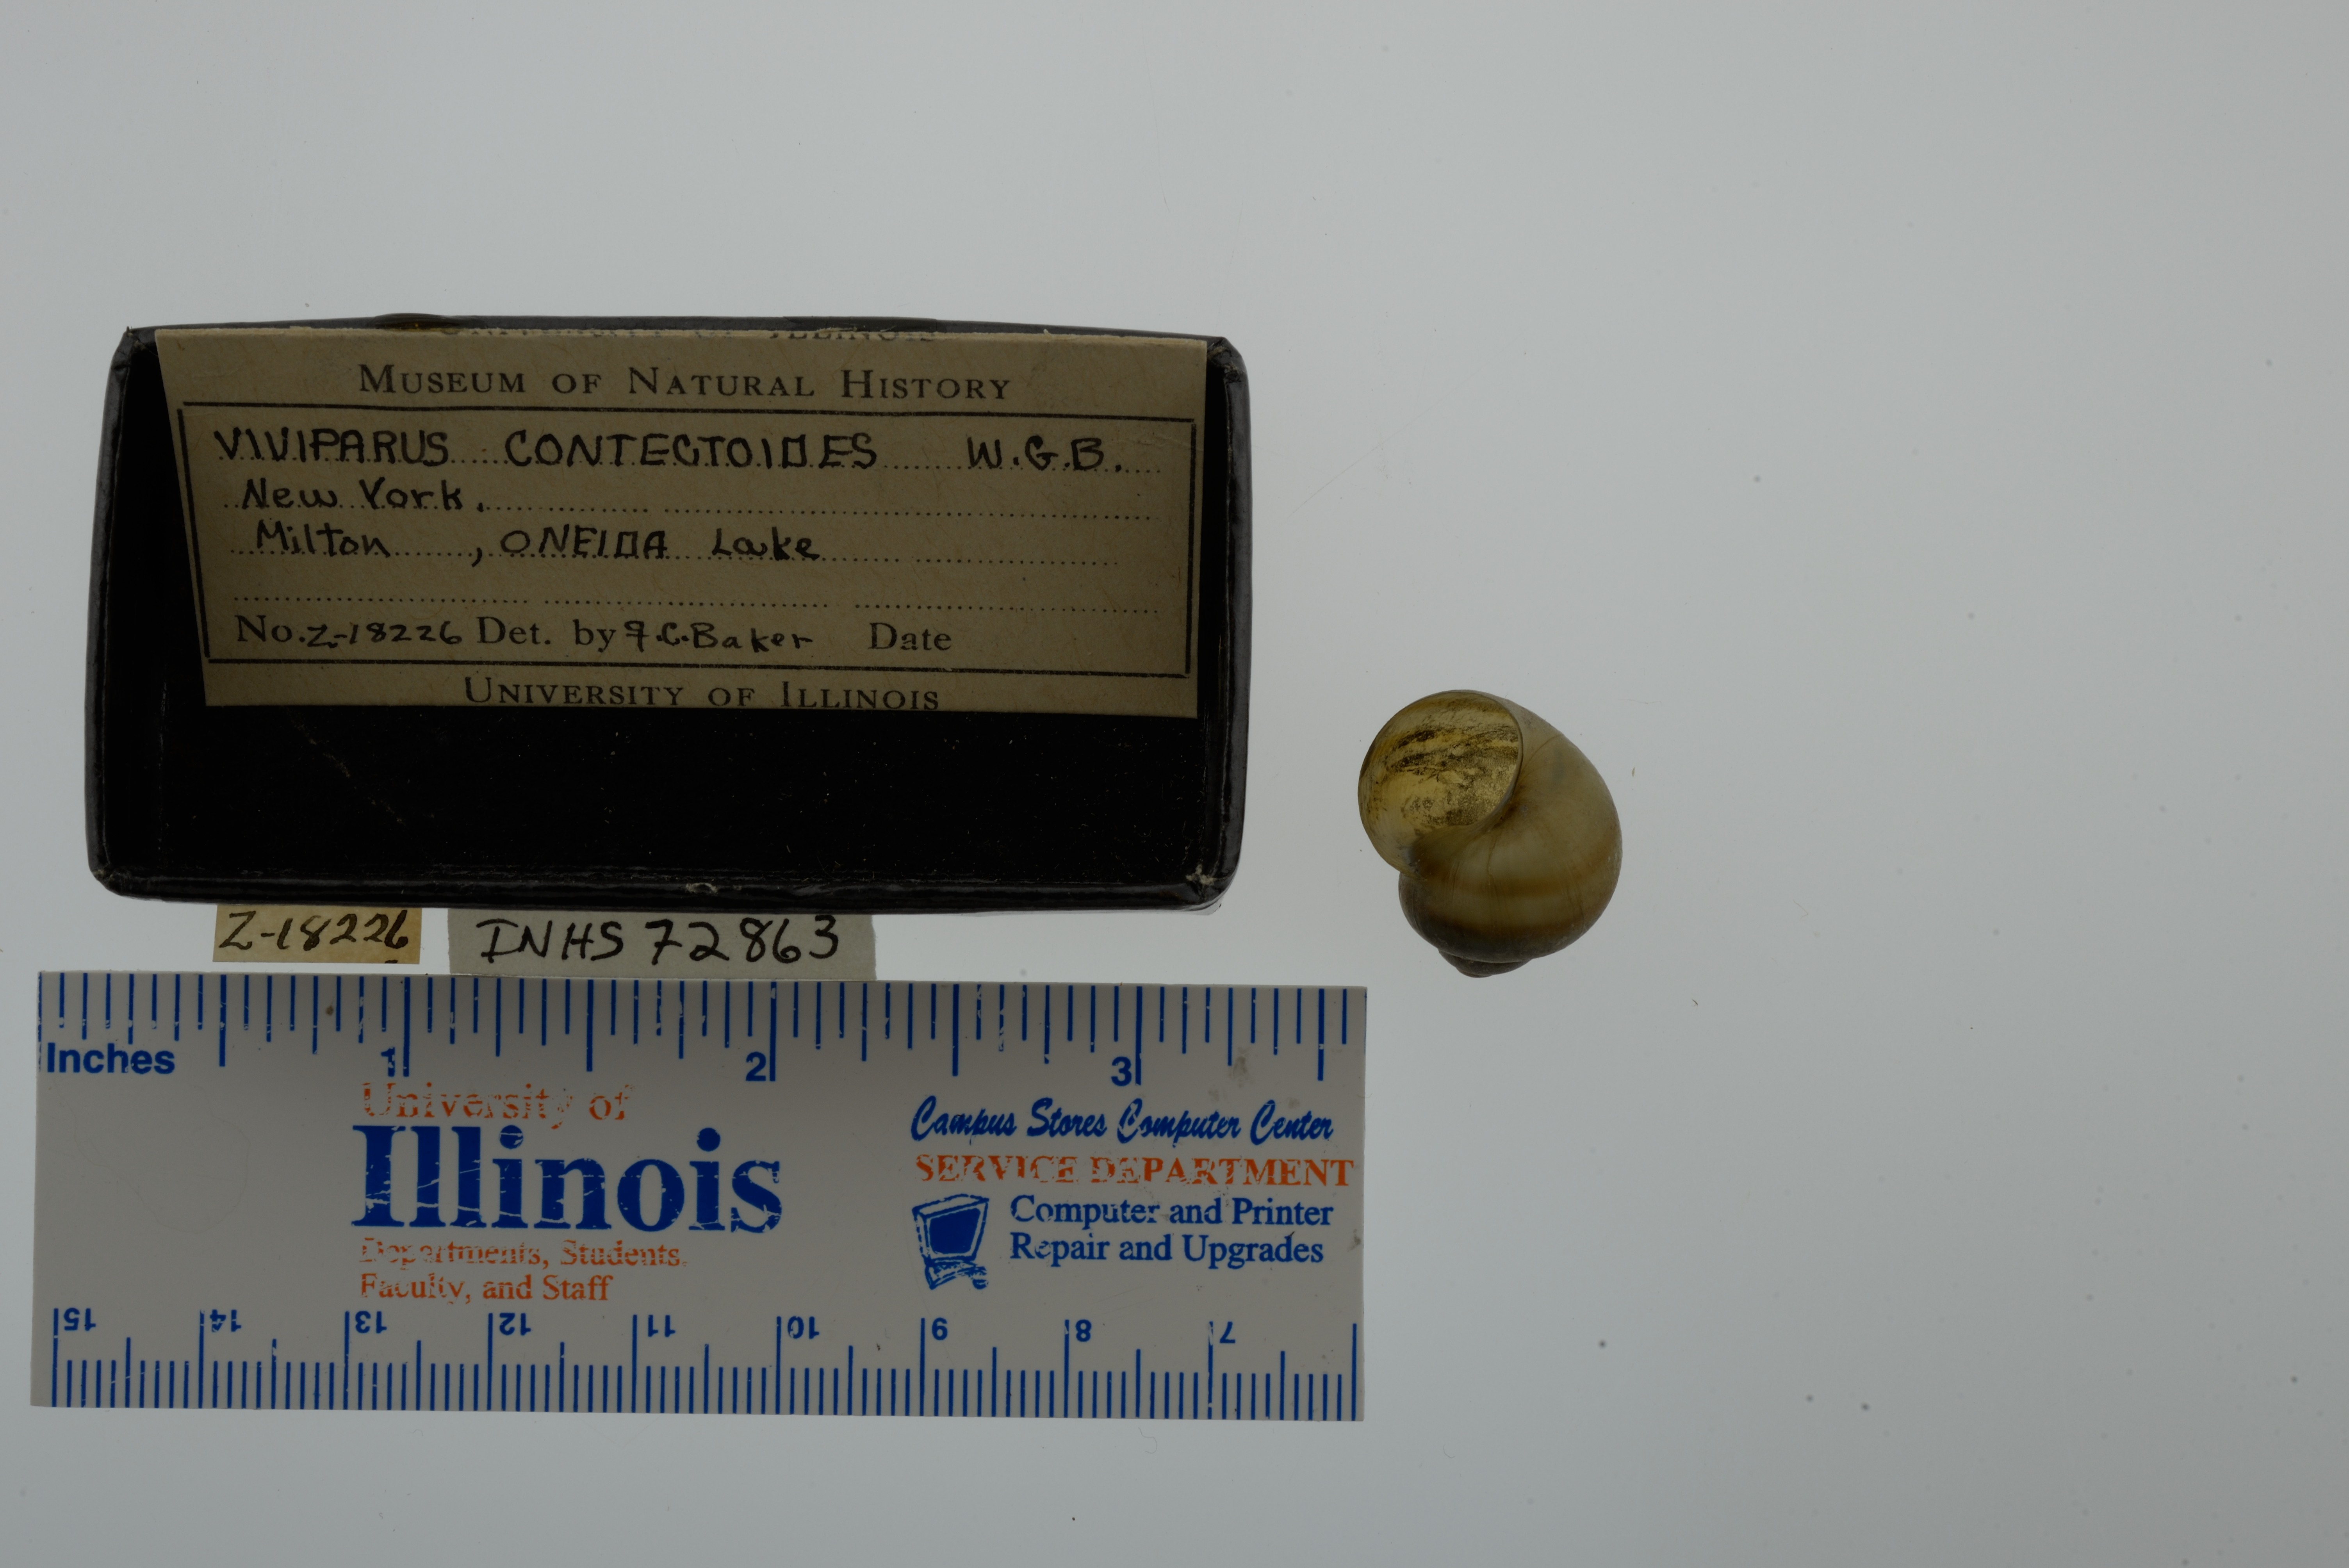 ILLINOIS
MUSEUM OF NATURAL HISTORY
VIVIPARUS CONTECTOIDES W.G.B.
New York.
Milton, ONEIDA Lake
No. Z-18226 Det. by F.C. Baker Date
UNIVERSITY OF ILLINOIS
Z-18226
INHS 72863
Inches 1 2 3
University of
Illinois
Departments, Students,
Faculty, and Staff
Campus Stores Computer Center
SERVICE DEPARTMENT
Computer and Printer
Repair and Upgrades
15 14 13 12 11 10 9 8 7